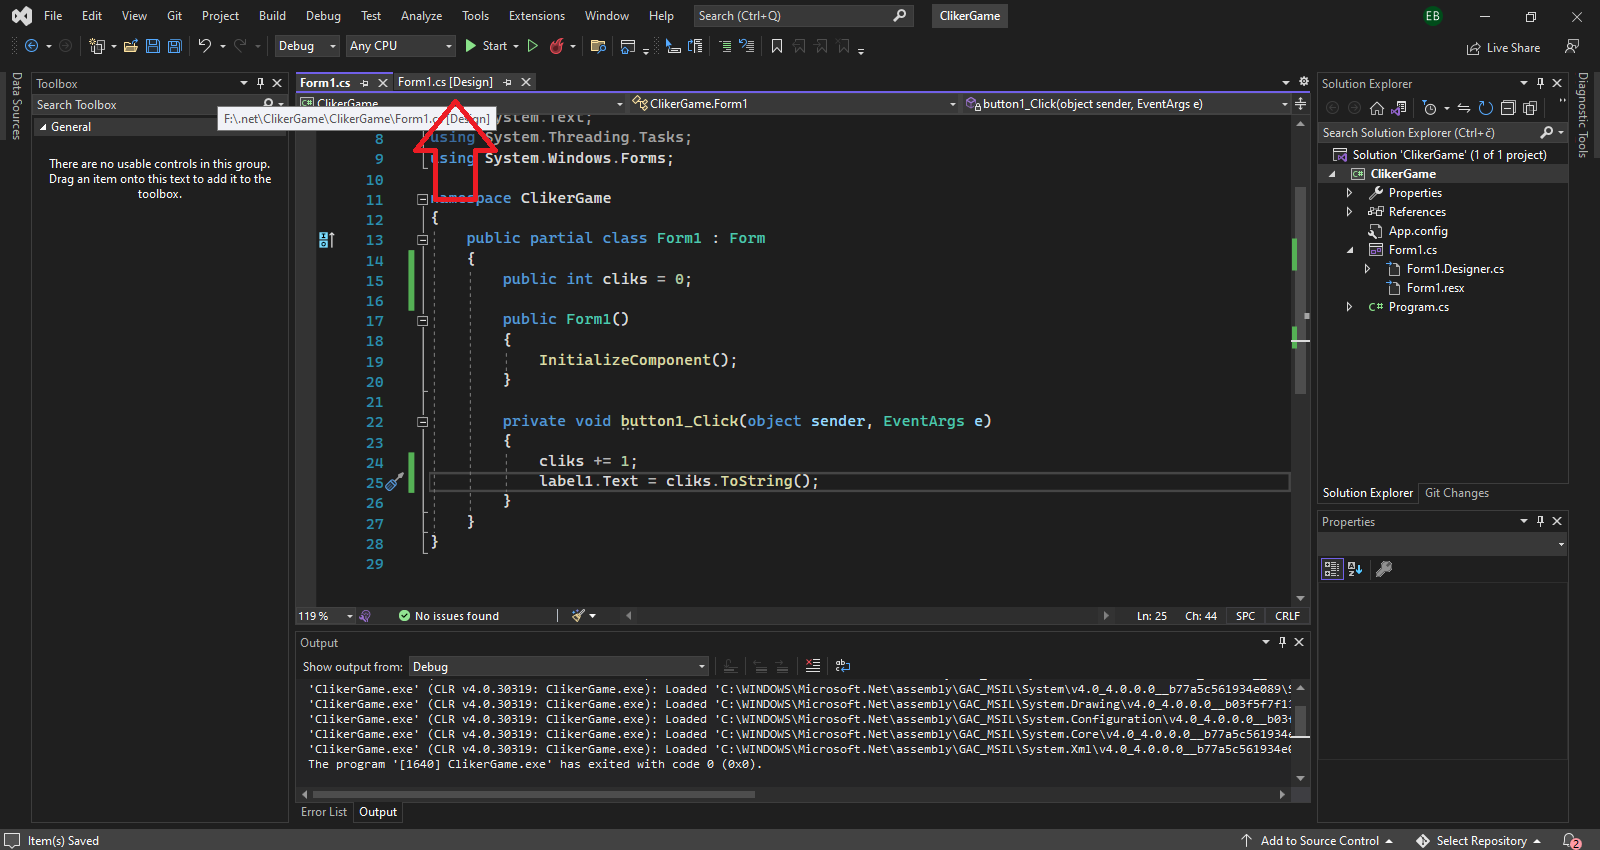 File Edit View Git Project Build Debug Test Analyze Tools Extensions Window Help Search (Ctrl+Q) ClikerGame EB
Debug Any CPU Start Live Share
Data Sources
Toolbox
Search Toolbox
General
There are no usable controls in this group.
Drag an item onto this text to add it to the
toolbox.
Form1.cs Form1.cs [Design]
ClikerGame ClikerGame.Form1 button1_Click(object sender, EventArgs e)
F:\.net\ClikerGame\ClikerGame\Form1.cs [Design]
System.Text;
8 using System.Threading.Tasks;
9 using System.Windows.Forms;
10
11 namespace ClikerGame
12 {
13 public partial class Form1 : Form
14 {
15 public int cliks = 0;
16
17 public Form1()
18 {
19 InitializeComponent();
20 }
21
22 private void button1_Click(object sender, EventArgs e)
23 {
24 cliks += 1;
25 label1.Text = cliks.ToString();
26 }
27 }
28 }
29
119 % No issues found Ln: 25 Ch: 44 SPC CRLF
Output
Show output from: Debug
'ClikerGame.exe' (CLR v4.0.30319: ClikerGame.exe): Loaded 'C:\WINDOWS\Microsoft.Net\assembly\GAC_MSIL\System\v4.0_4.0.0.0__b77a5c561934e089\S
'ClikerGame.exe' (CLR v4.0.30319: ClikerGame.exe): Loaded 'C:\WINDOWS\Microsoft.Net\assembly\GAC_MSIL\System.Drawing\v4.0_4.0.0.0__b03f5f7f11
'ClikerGame.exe' (CLR v4.0.30319: ClikerGame.exe): Loaded 'C:\WINDOWS\Microsoft.Net\assembly\GAC_MSIL\System.Configuration\v4.0_4.0.0.0__b03f
'ClikerGame.exe' (CLR v4.0.30319: ClikerGame.exe): Loaded 'C:\WINDOWS\Microsoft.Net\assembly\GAC_MSIL\System.Core\v4.0_4.0.0.0__b77a5c561934e
'ClikerGame.exe' (CLR v4.0.30319: ClikerGame.exe): Loaded 'C:\WINDOWS\Microsoft.Net\assembly\GAC_MSIL\System.Xml\v4.0_4.0.0.0__b77a5c561934e0
The program '[1640] ClikerGame.exe' has exited with code 0 (0x0).
Error List Output
Solution Explorer
Search Solution Explorer (Ctrl+č)
Solution 'ClikerGame' (1 of 1 project)
C# ClikerGame
Properties
References
App.config
Form1.cs
Form1.Designer.cs
Form1.resx
C# Program.cs
Solution Explorer Git Changes
Properties
Diagnostic Tools
Item(s) Saved Add to Source Control Select Repository 2